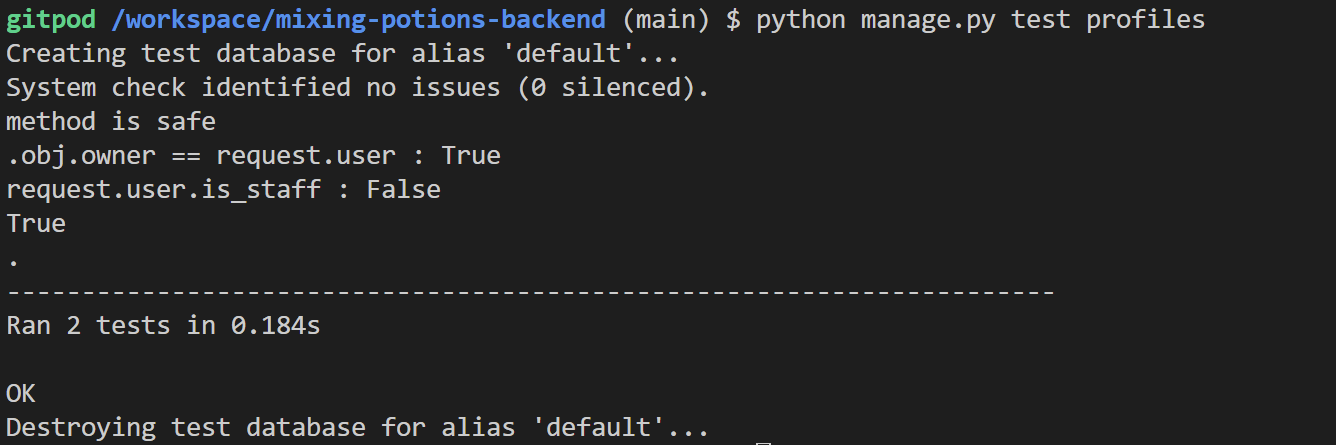 gitpod /workspace/mixing-potions-backend (main) $ python manage.py test profiles
Creating test database for alias 'default'...
System check identified no issues (0 silenced).
method is safe
.obj.owner == request.user : True
request.user.is_staff : False
True
.
----------------------------------------------------------------------
Ran 2 tests in 0.184s
OK
Destroying test database for alias 'default'...